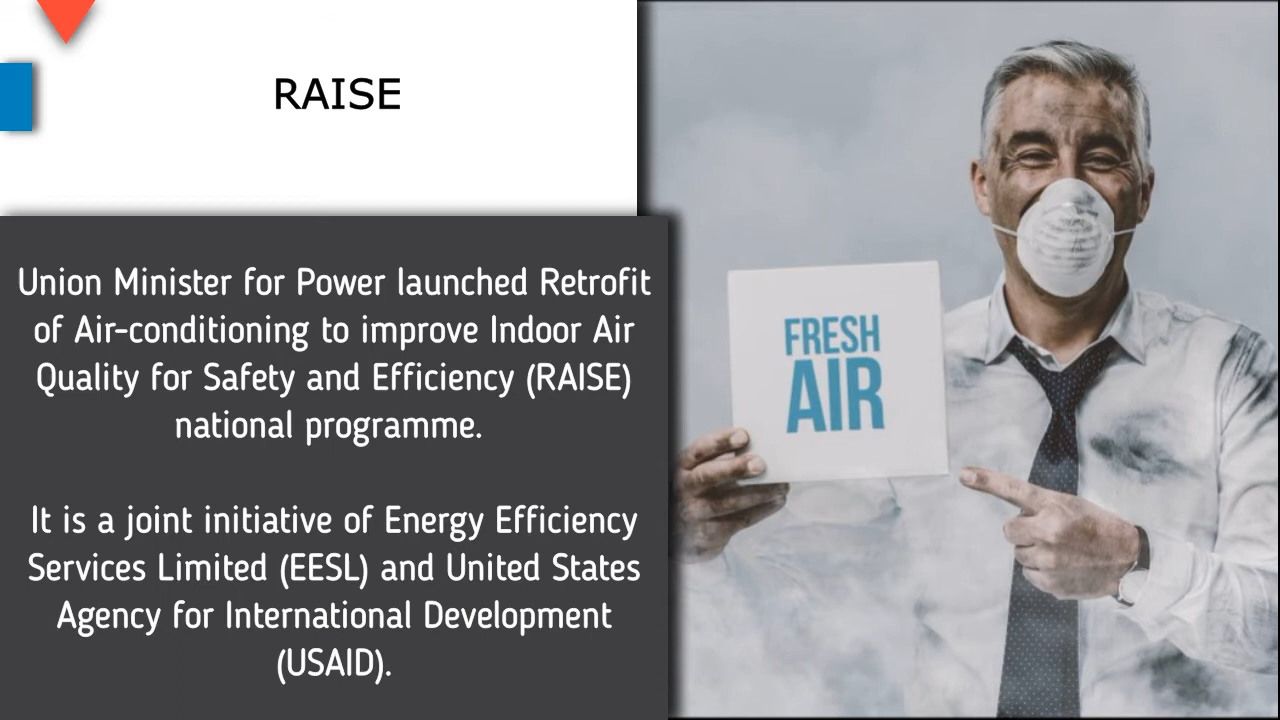 RAISE
Union Minister for Power launched Retrofit
of Air-conditioning to improve Indoor Air
Quality for Safety and Efficiency (RAISE)
national programme.
It is a joint initiative of Energy Efficiency
Services Limited (EESL) and United States
Agency for International Development
(USAID).
FRESH
AIR